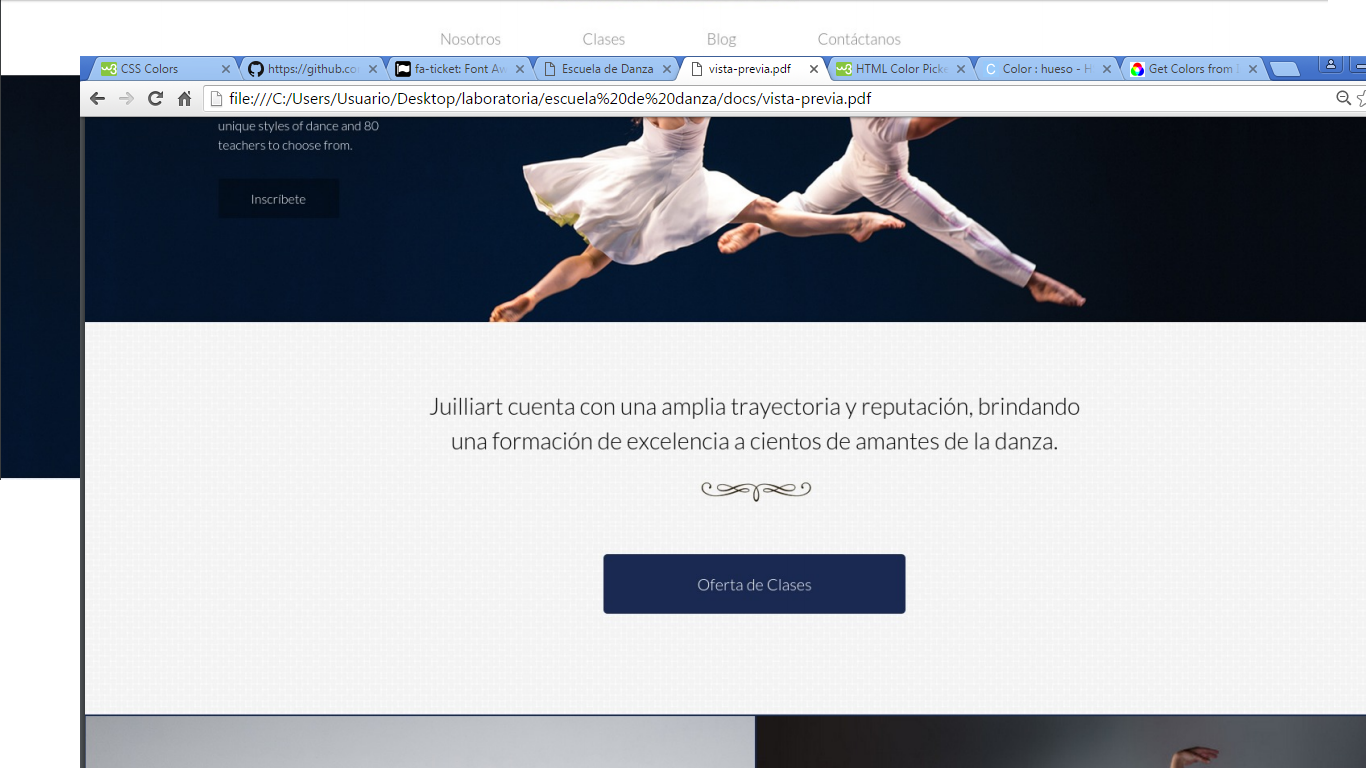 Nosotros Clases Blog Contáctanos
CSS Colors https://github.co fa-ticket: Font Aw Escuela de Danza vista-previa.pdf HTML Color Picke Color : hueso - H Get Colors from
file:///C:/Users/Usuario/Desktop/laboratoria/escuela%20de%20danza/docs/vista-previa.pdf
unique styles of dance and 80
teachers to choose from.
Inscríbete
Juilliart cuenta con una amplia trayectoria y reputación, brindando
una formación de excelencia a cientos de amantes de la danza.
Oferta de Clases